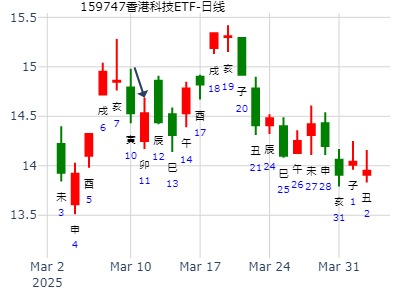 159747香港科技ETF-日线
15.5
15
14.5
14
13.5
未
3
申
4
酉
5
戌
6
亥
7
寅
10
卯
11
辰
12
巳
13
午
14
酉
17
戌
18
亥
19
子
20
丑
21
辰
24
巳
25
午
26
未
27
申
28
亥
31
子
1
丑
2
Mar 2
2025
Mar 10
Mar 17
Mar 24
Mar 31